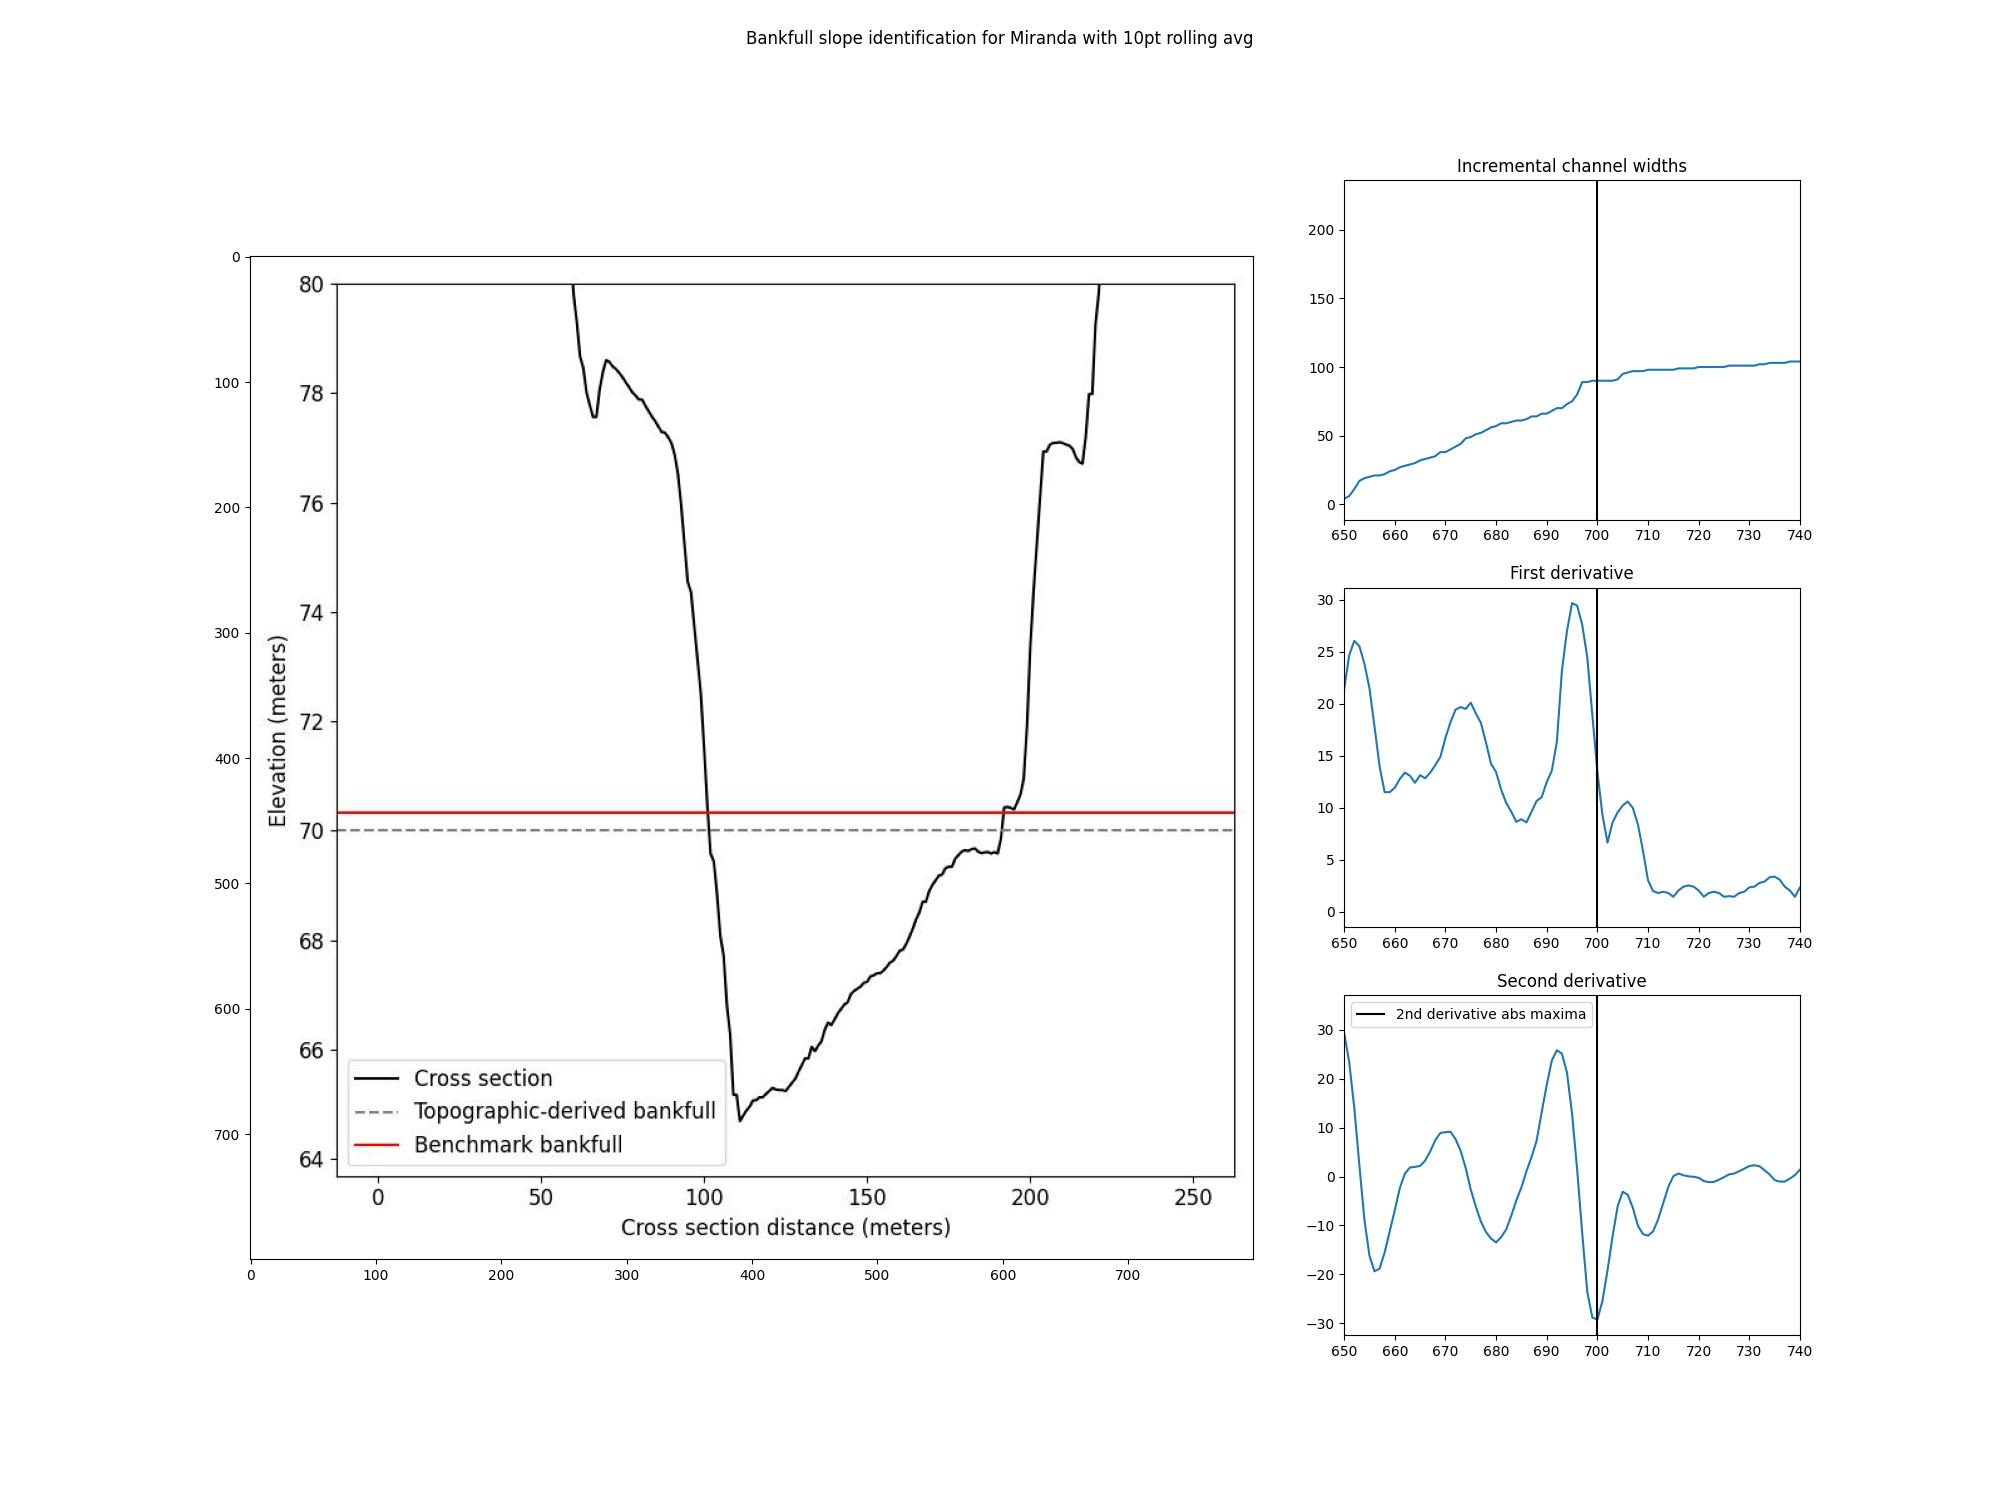 Bankfull slope identification for Miranda with 10pt rolling avg
0
100
200
300
400
500
600
700
80
78
76
74
72
70
68
66
64
Elevation (meters)
Cross section
Topographic-derived bankfull
Benchmark bankfull
0 50 100 150 200 250
Cross section distance (meters)
0 100 200 300 400 500 600 700
Incremental channel widths
200
150
100
50
0
650 660 670 680 690 700 710 720 730 740
First derivative
30
25
20
15
10
5
0
650 660 670 680 690 700 710 720 730 740
Second derivative
2nd derivative abs maxima
30
20
10
0
−10
−20
−30
650 660 670 680 690 700 710 720 730 740